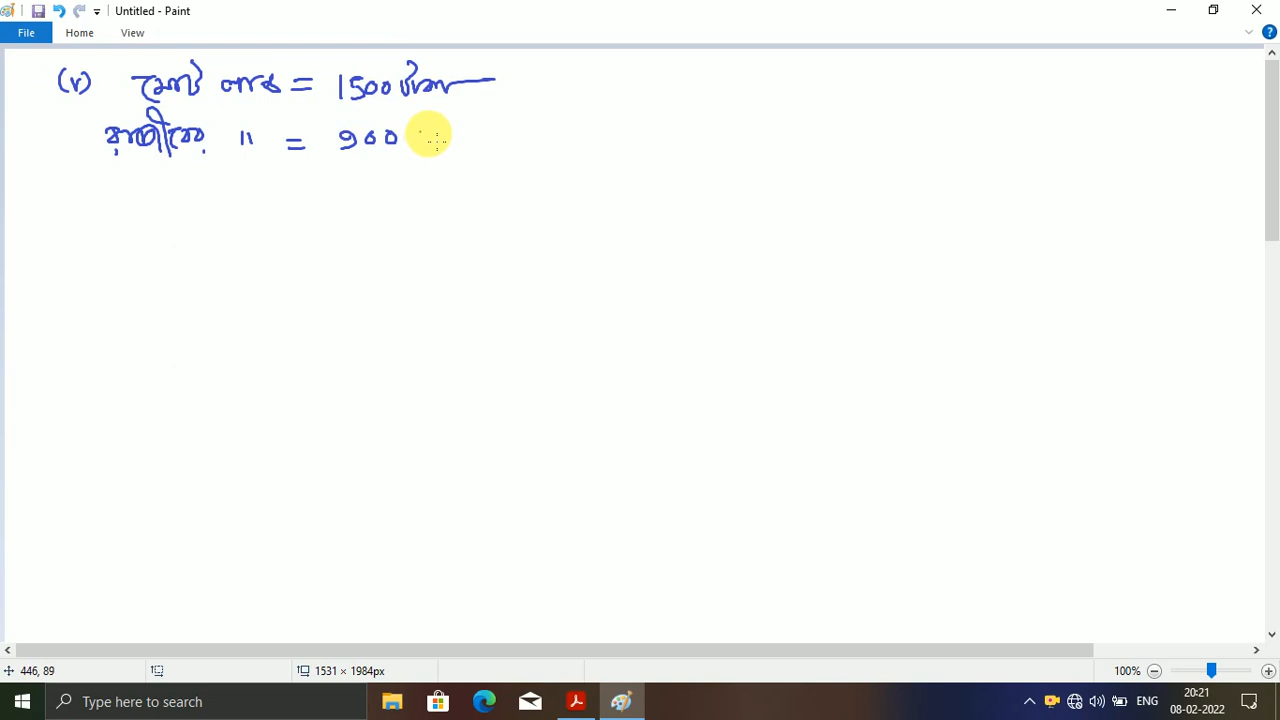 Untitled - Paint
File Home View
(v) মোট লাভ = 1500 টাকা
" = 900 "
446, 89 1531 × 1984px 100%
Type here to search ENG 20:21
08-02-2022